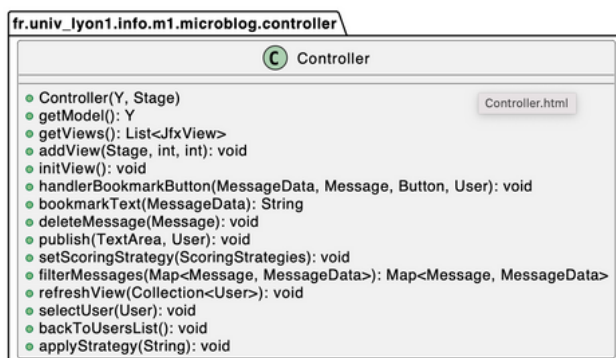 fr.univ_lyon1.info.m1.microblog.controller
C Controller
Controller(Y, Stage)
Controller.html
getModel(): Y
getViews(): List<JfxView>
addView(Stage, int, int): void
initView(): void
handlerBookmarkButton(MessageData, Message, Button, User): void
bookmarkText(MessageData): String
deleteMessage(Message): void
publish(TextArea, User): void
setScoringStrategy(ScoringStrategies): void
filterMessages(Map<Message, MessageData>): Map<Message, MessageData>
refreshView(Collection<User>): void
selectUser(User): void
backToUsersList(): void
applyStrategy(String): void